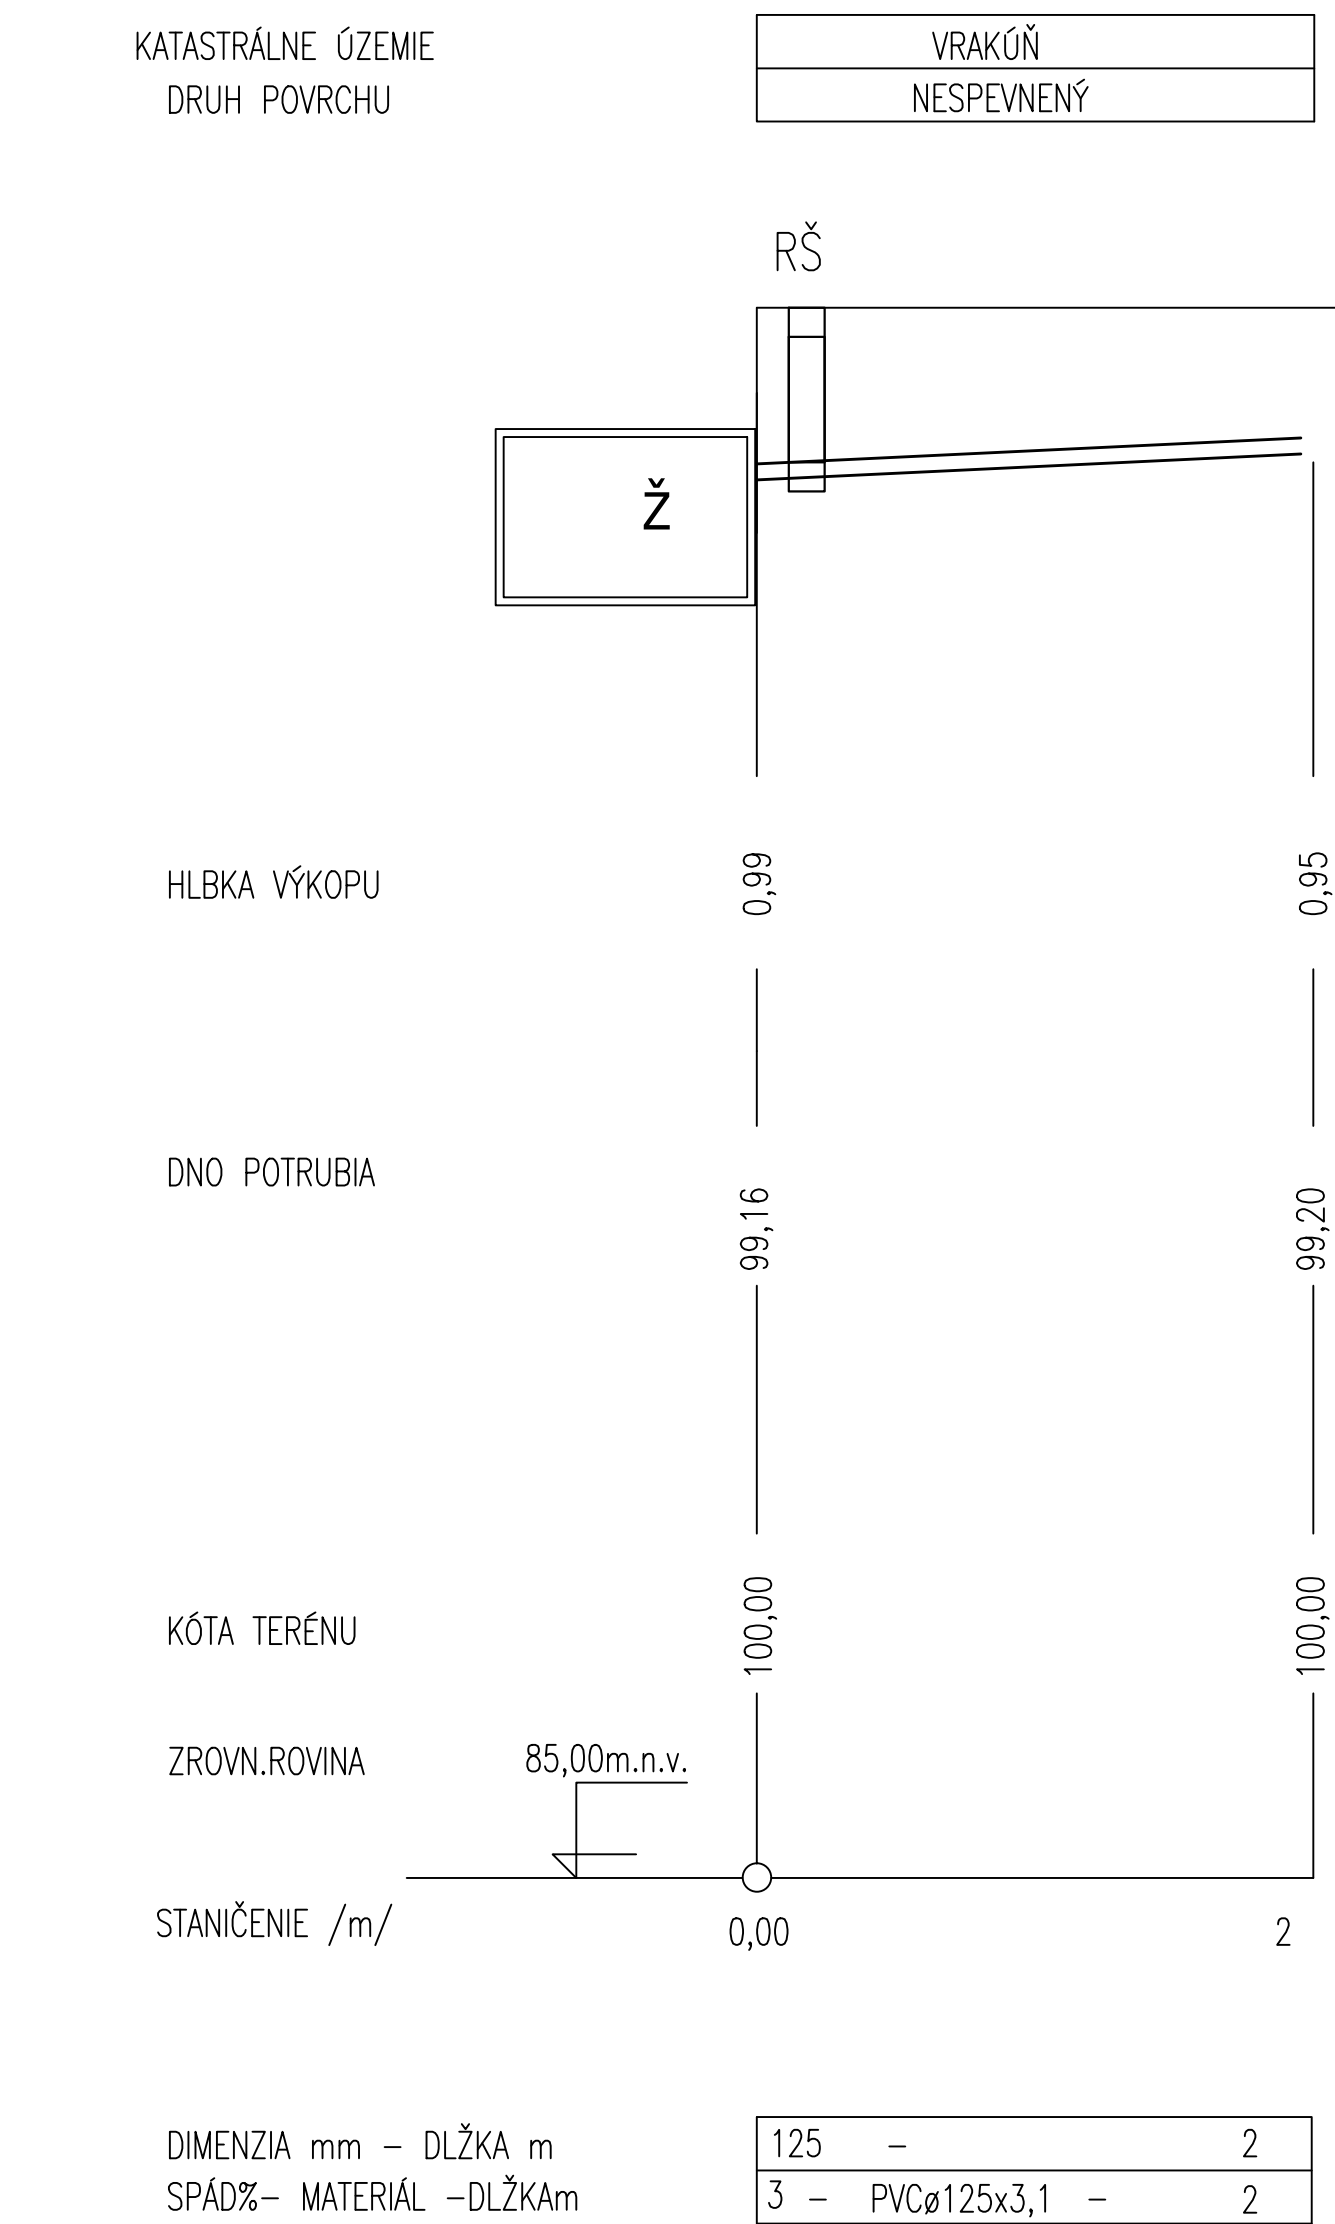 KATASTRÁLNE ÚZEMIE VRAKÚŇ
DRUH POVRCHU NESPEVNENÝ
RŠ
Ž
HLBKA VÝKOPU 0,99 0,95
DNO POTRUBIA 99,16 99,20
KÓTA TERÉNU 100,00 100,00
ZROVN.ROVINA 85,00m.n.v.
STANIČENIE /m/ 0,00 2
DIMENZIA mm – DLŽKA m 125 – 2
SPÁD%– MATERIÁL –DLŽKAm 3 – PVCø125x3,1 – 2